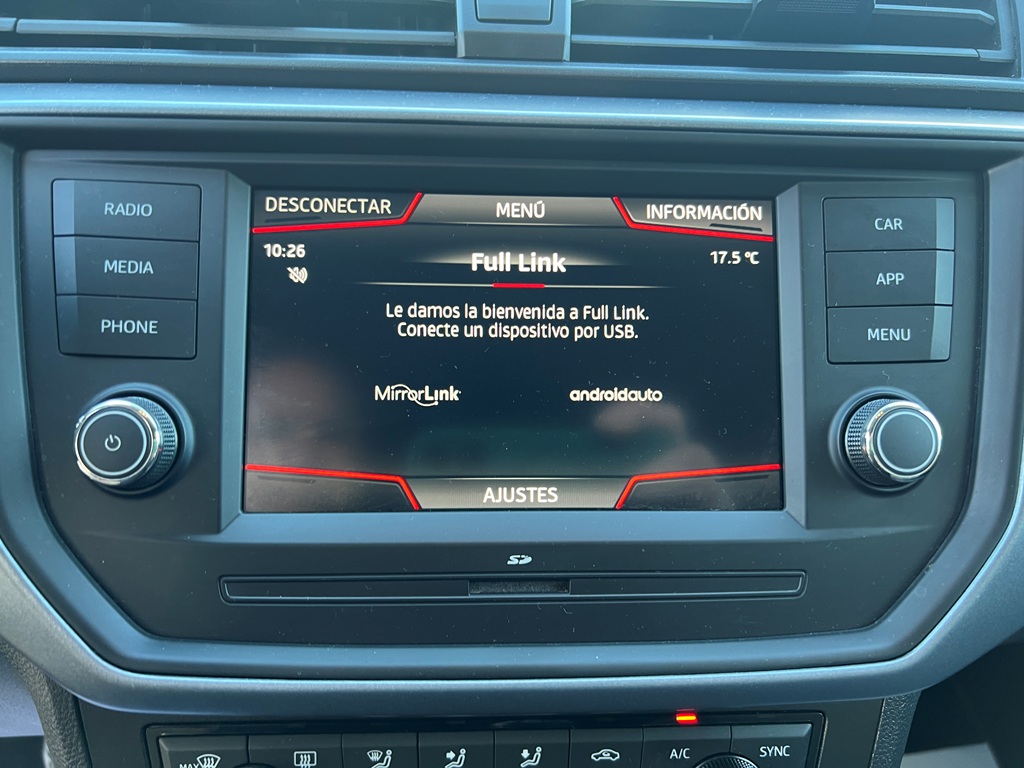 DESCONECTAR
MENÚ
INFORMACIÓN
10:26
17.5 °C
Full Link
Le damos la bienvenida a Full Link.
Conecte un dispositivo por USB.
MirrorLink
androidauto
AJUSTES
RADIO
MEDIA
PHONE
CAR
APP
MENU
SD
MAX
A/C
SYNC